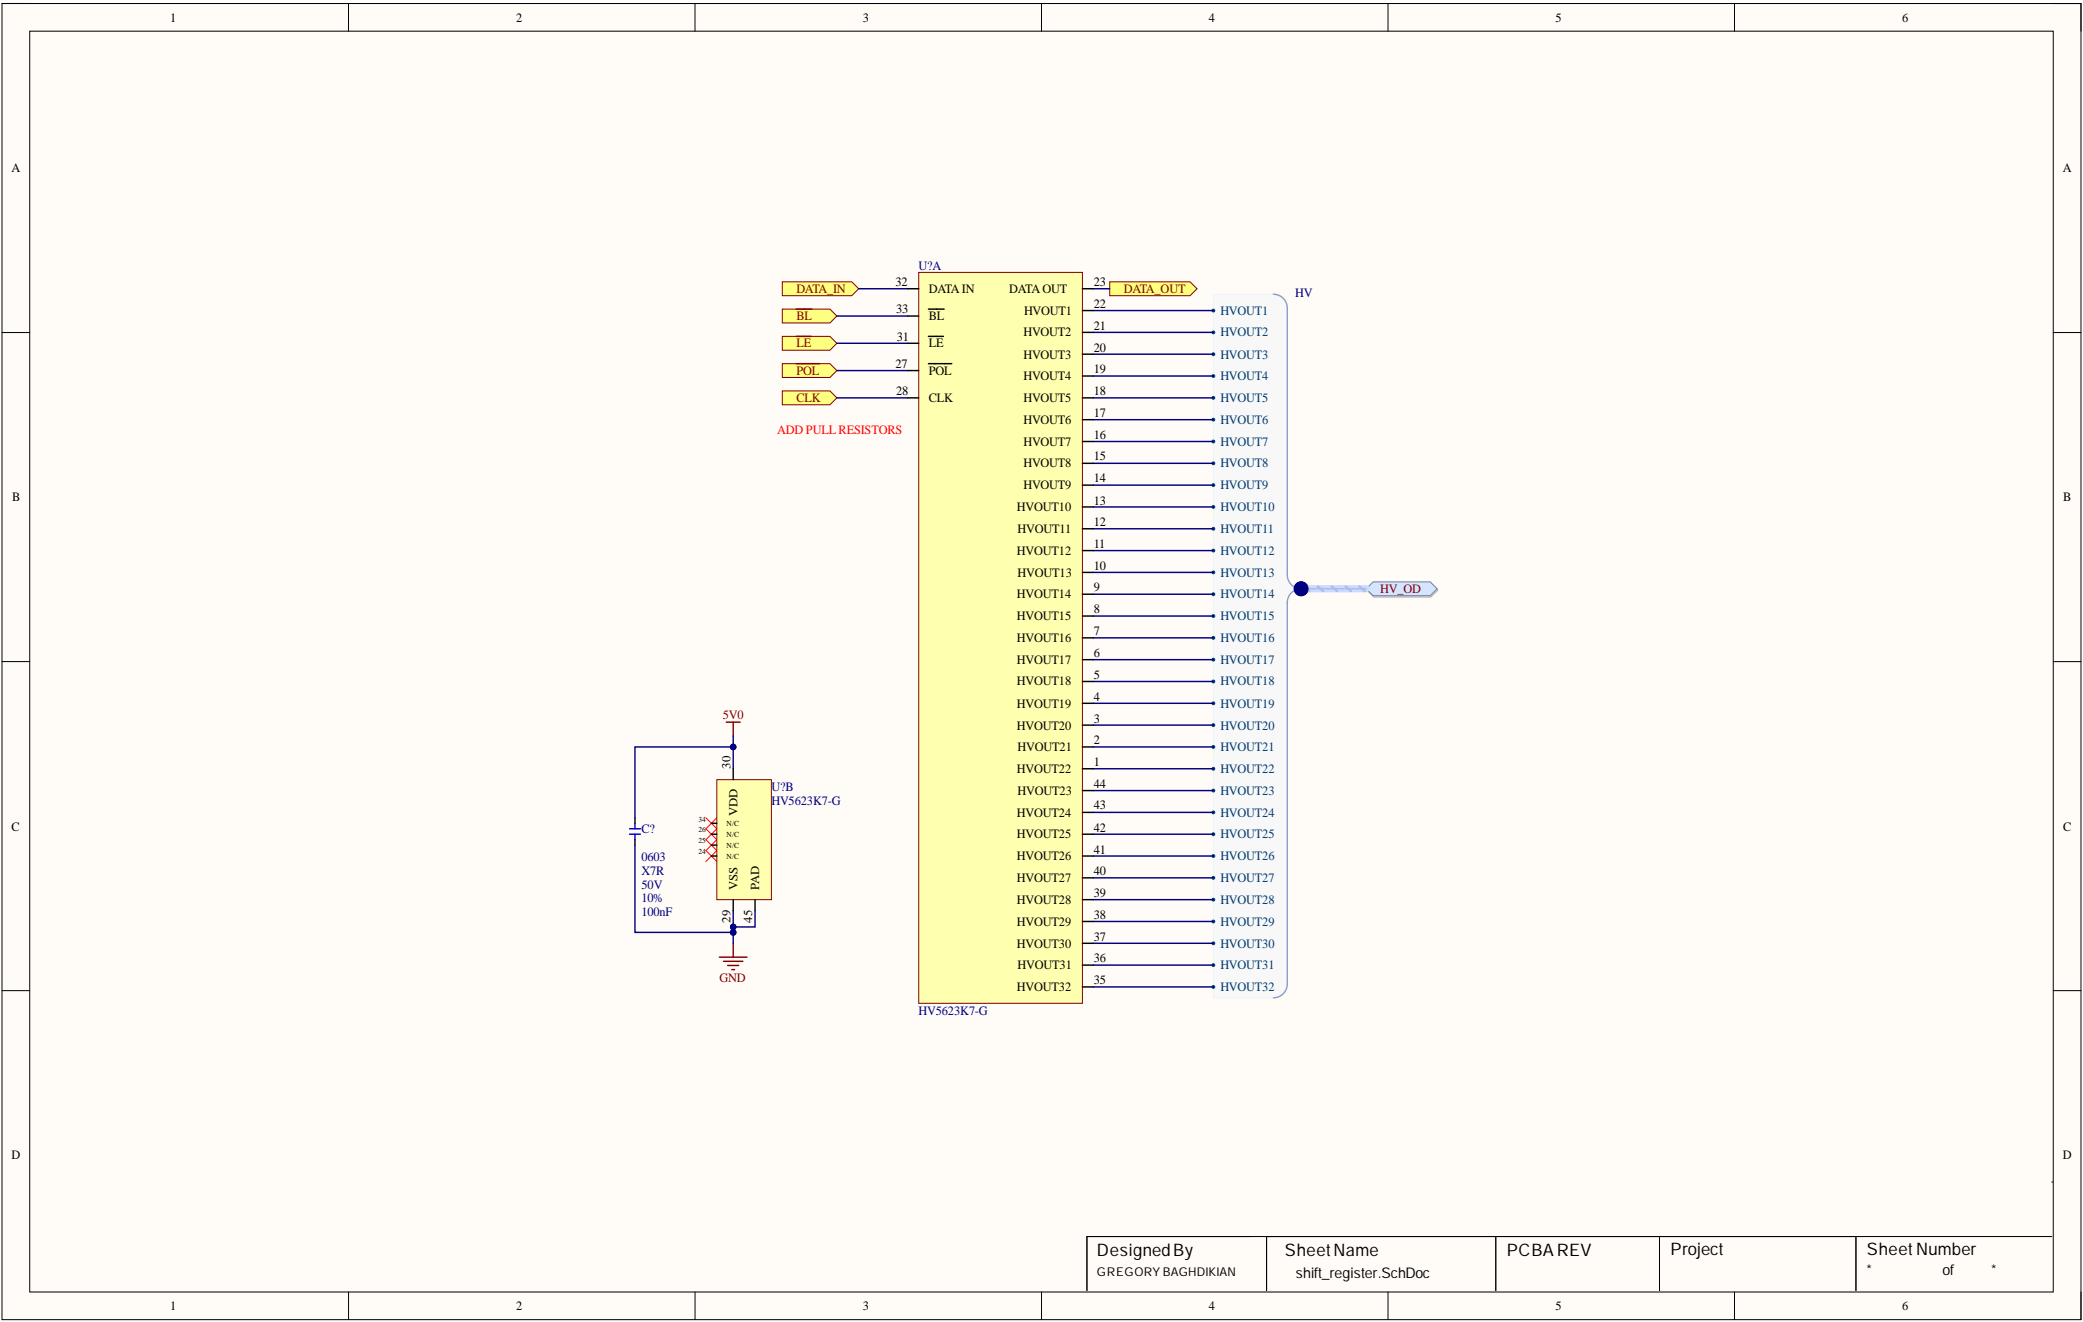 1 2 3 4 5 6
A A
U?A
DATA_IN 32 DATA IN DATA OUT 23 DATA_OUT
HV
HVOUT1 22 HVOUT1
BL 33 BL
HVOUT2 21 HVOUT2
LE 31 LE
HVOUT3 20 HVOUT3
POL 27 POL
HVOUT4 19 HVOUT4
CLK 28 CLK HVOUT5 18 HVOUT5
HVOUT6 17 HVOUT6
ADD PULL RESISTORS
HVOUT7 16 HVOUT7
HVOUT8 15 HVOUT8
HVOUT9 14 HVOUT9
B B
HVOUT10 13 HVOUT10
HVOUT11 12 HVOUT11
HVOUT12 11 HVOUT12
HVOUT13 10 HVOUT13
HV_OD
HVOUT14 9 HVOUT14
HVOUT15 8 HVOUT15
HVOUT16 7 HVOUT16
HVOUT17 6 HVOUT17
HVOUT18 5 HVOUT18
HVOUT19 4 HVOUT19
HVOUT20 3 HVOUT20
HVOUT21 2 HVOUT21
HVOUT22 1 HVOUT22
HVOUT23 44 HVOUT23
HVOUT24 43 HVOUT24
HVOUT25 42 HVOUT25
HVOUT26 41 HVOUT26
HVOUT27 40 HVOUT27
HVOUT28 39 HVOUT28
HVOUT29 38 HVOUT29
HVOUT30 37 HVOUT30
HVOUT31 36 HVOUT31
HVOUT32 35 HVOUT32
HV5623K7-G
5V0
30
U?B
HV5623K7-G
VDD
34 N/C
26 N/C
25 N/C
24 N/C
VSS PAD
29 45
GND
C?
0603
X7R
50V
10%
100nF
C C
D D
Designed By
GREGORY BAGHDIKIAN
Sheet Name
shift_register.SchDoc
PCBA REV
Project
Sheet Number
* of *
1 2 3 4 5 6